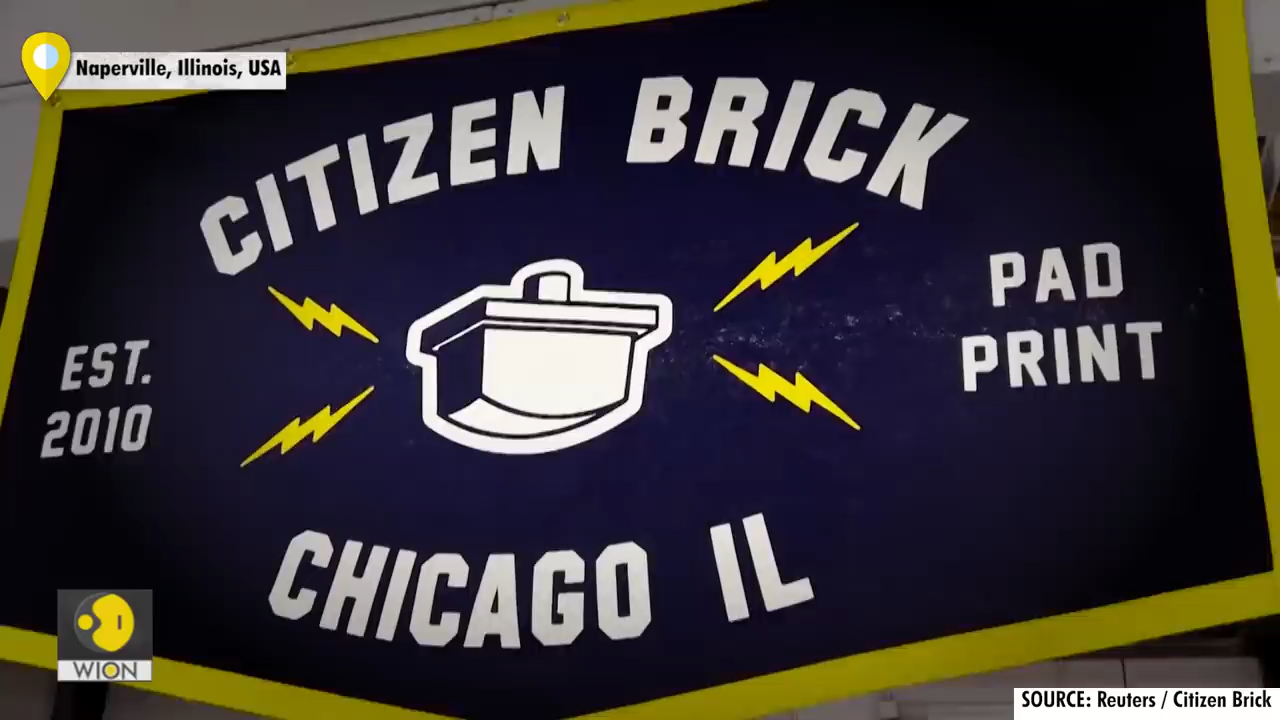 Naperville, Illinois, USA
CITIZEN BRICK
EST.
2010
PAD
PRINT
CHICAGO IL
WION
SOURCE: Reuters / Citizen Brick